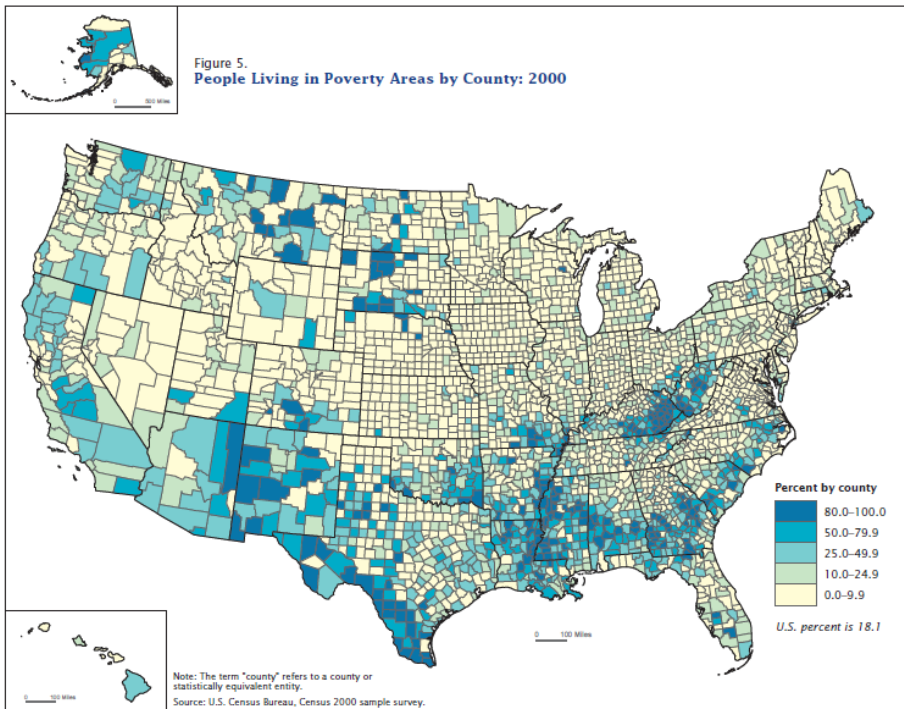 Figure 5.
People Living in Poverty Areas by County: 2000
0 500 Miles
Percent by county
80.0–100.0
50.0–79.9
25.0–49.9
10.0–24.9
0.0–9.9
U.S. percent is 18.1
0 100 Miles
0 100 Miles
Note: The term "county" refers to a county or
statistically equivalent entity.
Source: U.S. Census Bureau, Census 2000 sample survey.